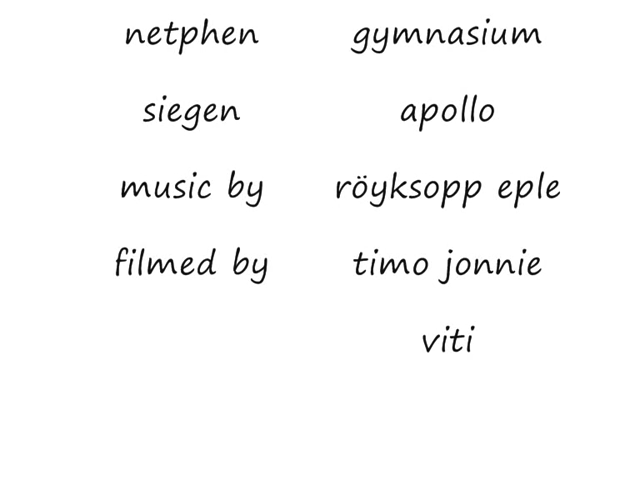 netphen gymnasium
siegen apollo
music by röyksopp eple
filmed by timo jonnie
viti